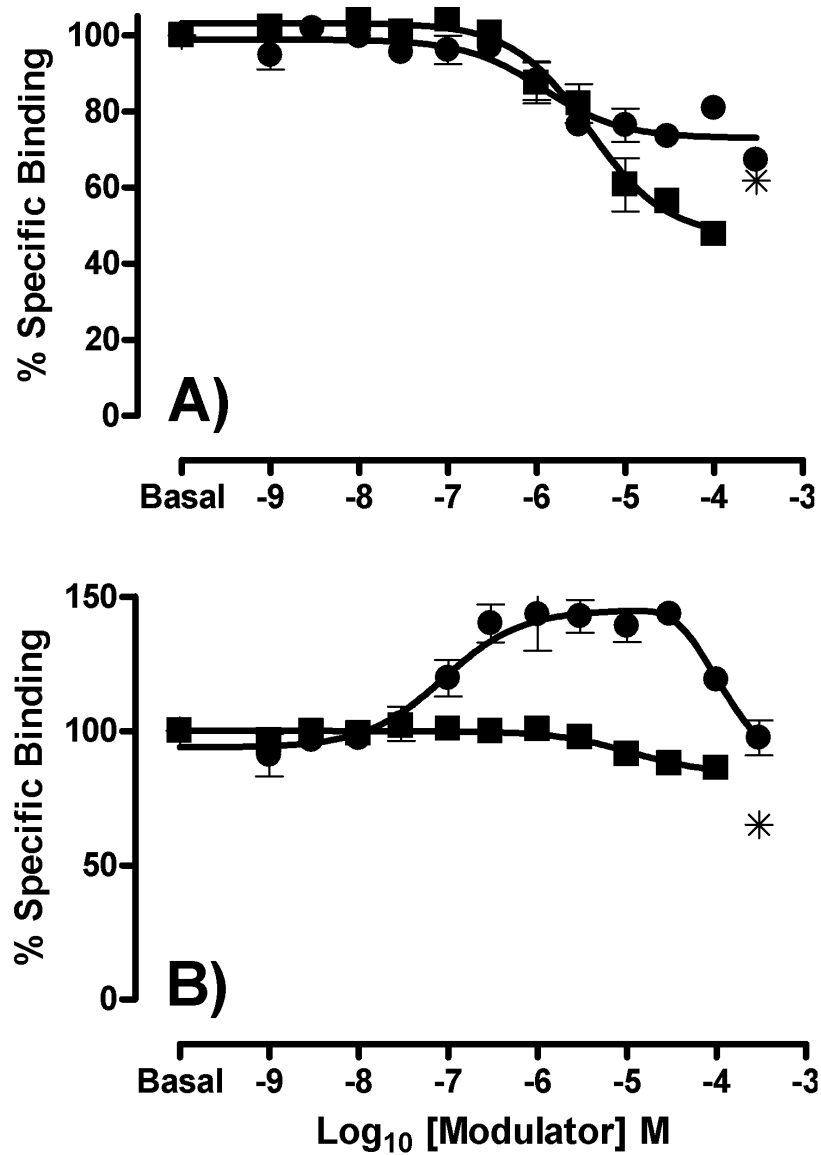 % Specific Binding
100
80
60
40
20
0
A)
Basal -9 -8 -7 -6 -5 -4 -3
% Specific Binding
150
100
50
0
B)
Basal -9 -8 -7 -6 -5 -4 -3
Log10 [Modulator] M